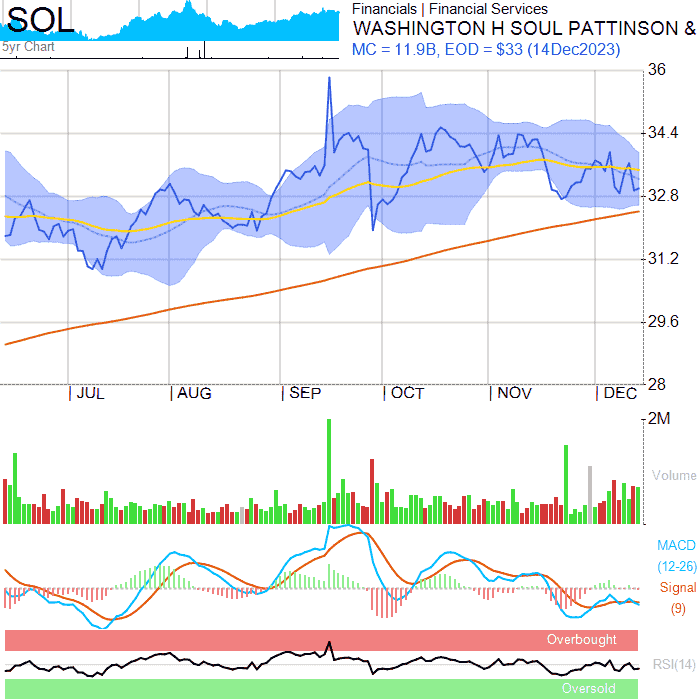 SOL
5yr Chart
Financials | Financial Services
WASHINGTON H SOUL PATTINSON &
MC = 11.9B, EOD = $33 (14Dec2023)
36
34.4
32.8
31.2
29.6
28
| JUL | AUG | SEP | OCT | NOV | DEC
2M
Volume
MACD
(12-26)
Signal
(9)
Overbought
RSI(14)
Oversold